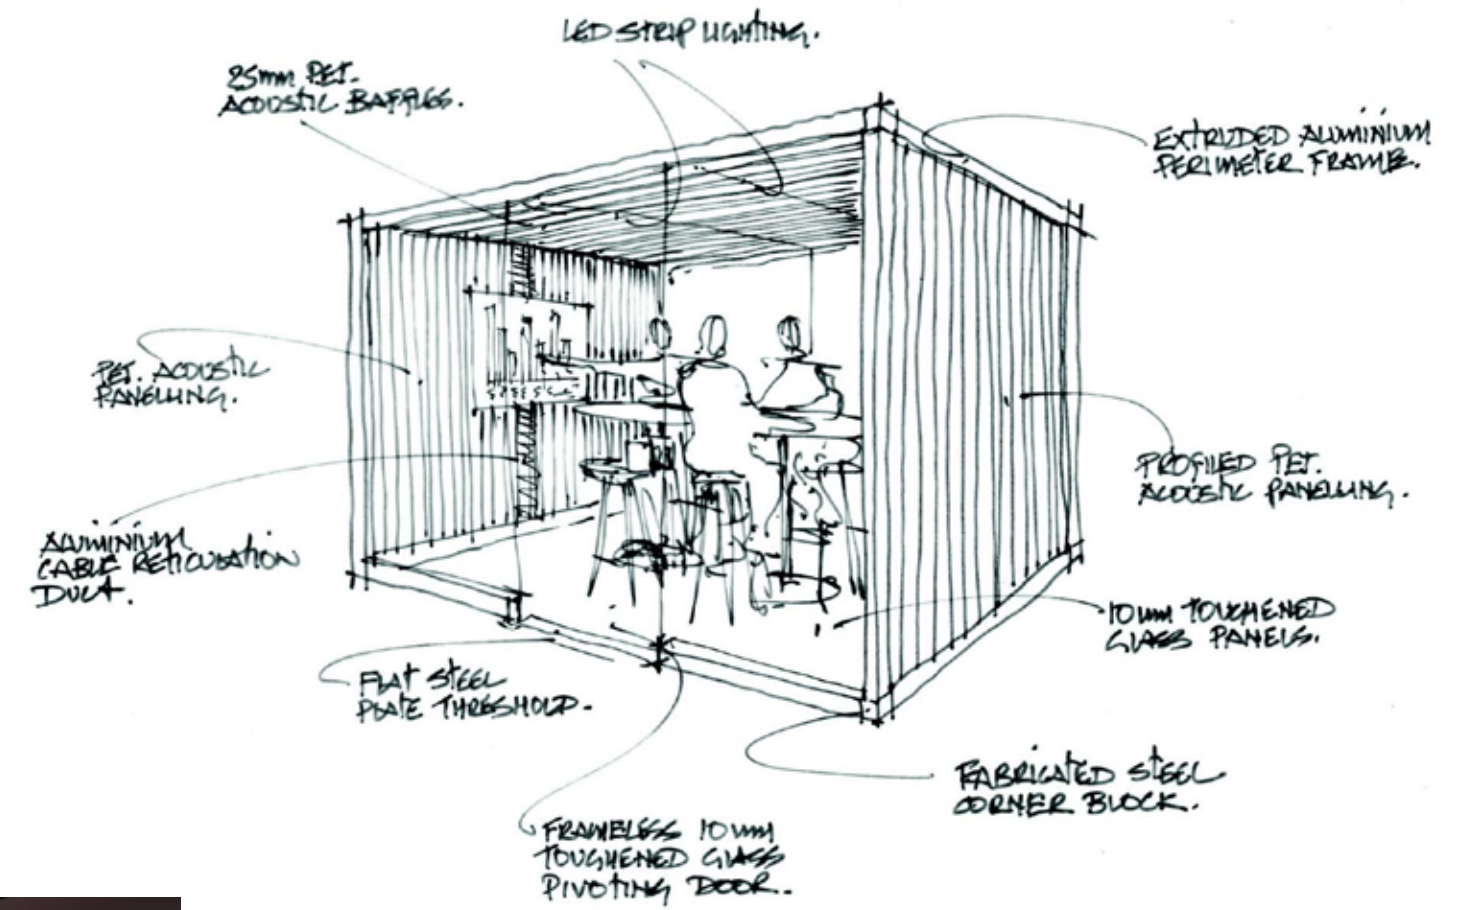 LED STRIP LIGHTING.
25mm PET.
ACOUSTIC BAFFLES.
EXTRUDED ALUMINIUM
PERIMETER FRAME.
PET. ACOUSTIC
PANELLING.
PROFILED PET.
ACOUSTIC PANELLING.
ALUMINIUM
CABLE RETICULATION
DUCT.
10mm TOUGHENED
GLASS PANELS.
FLAT STEEL
PLATE THRESHOLD.
FABRICATED STEEL
CORNER BLOCK.
FRAMELESS 10mm
TOUGHENED GLASS
PIVOTING DOOR.